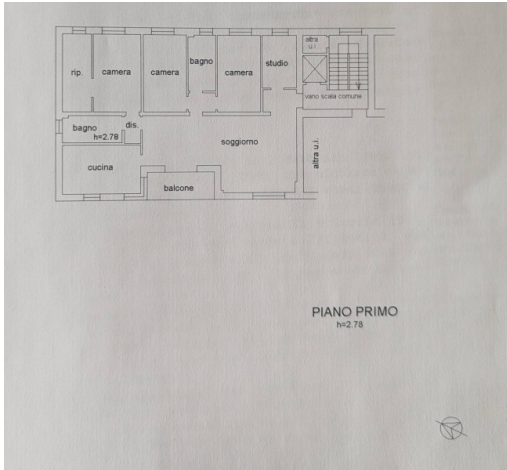 altra
u.i.
rip.
camera
camera
bagno
camera
studio
vano scala comune
bagno
h=2.78
dis.
soggiorno
cucina
balcone
altra u.i.
PIANO PRIMO
h=2.78